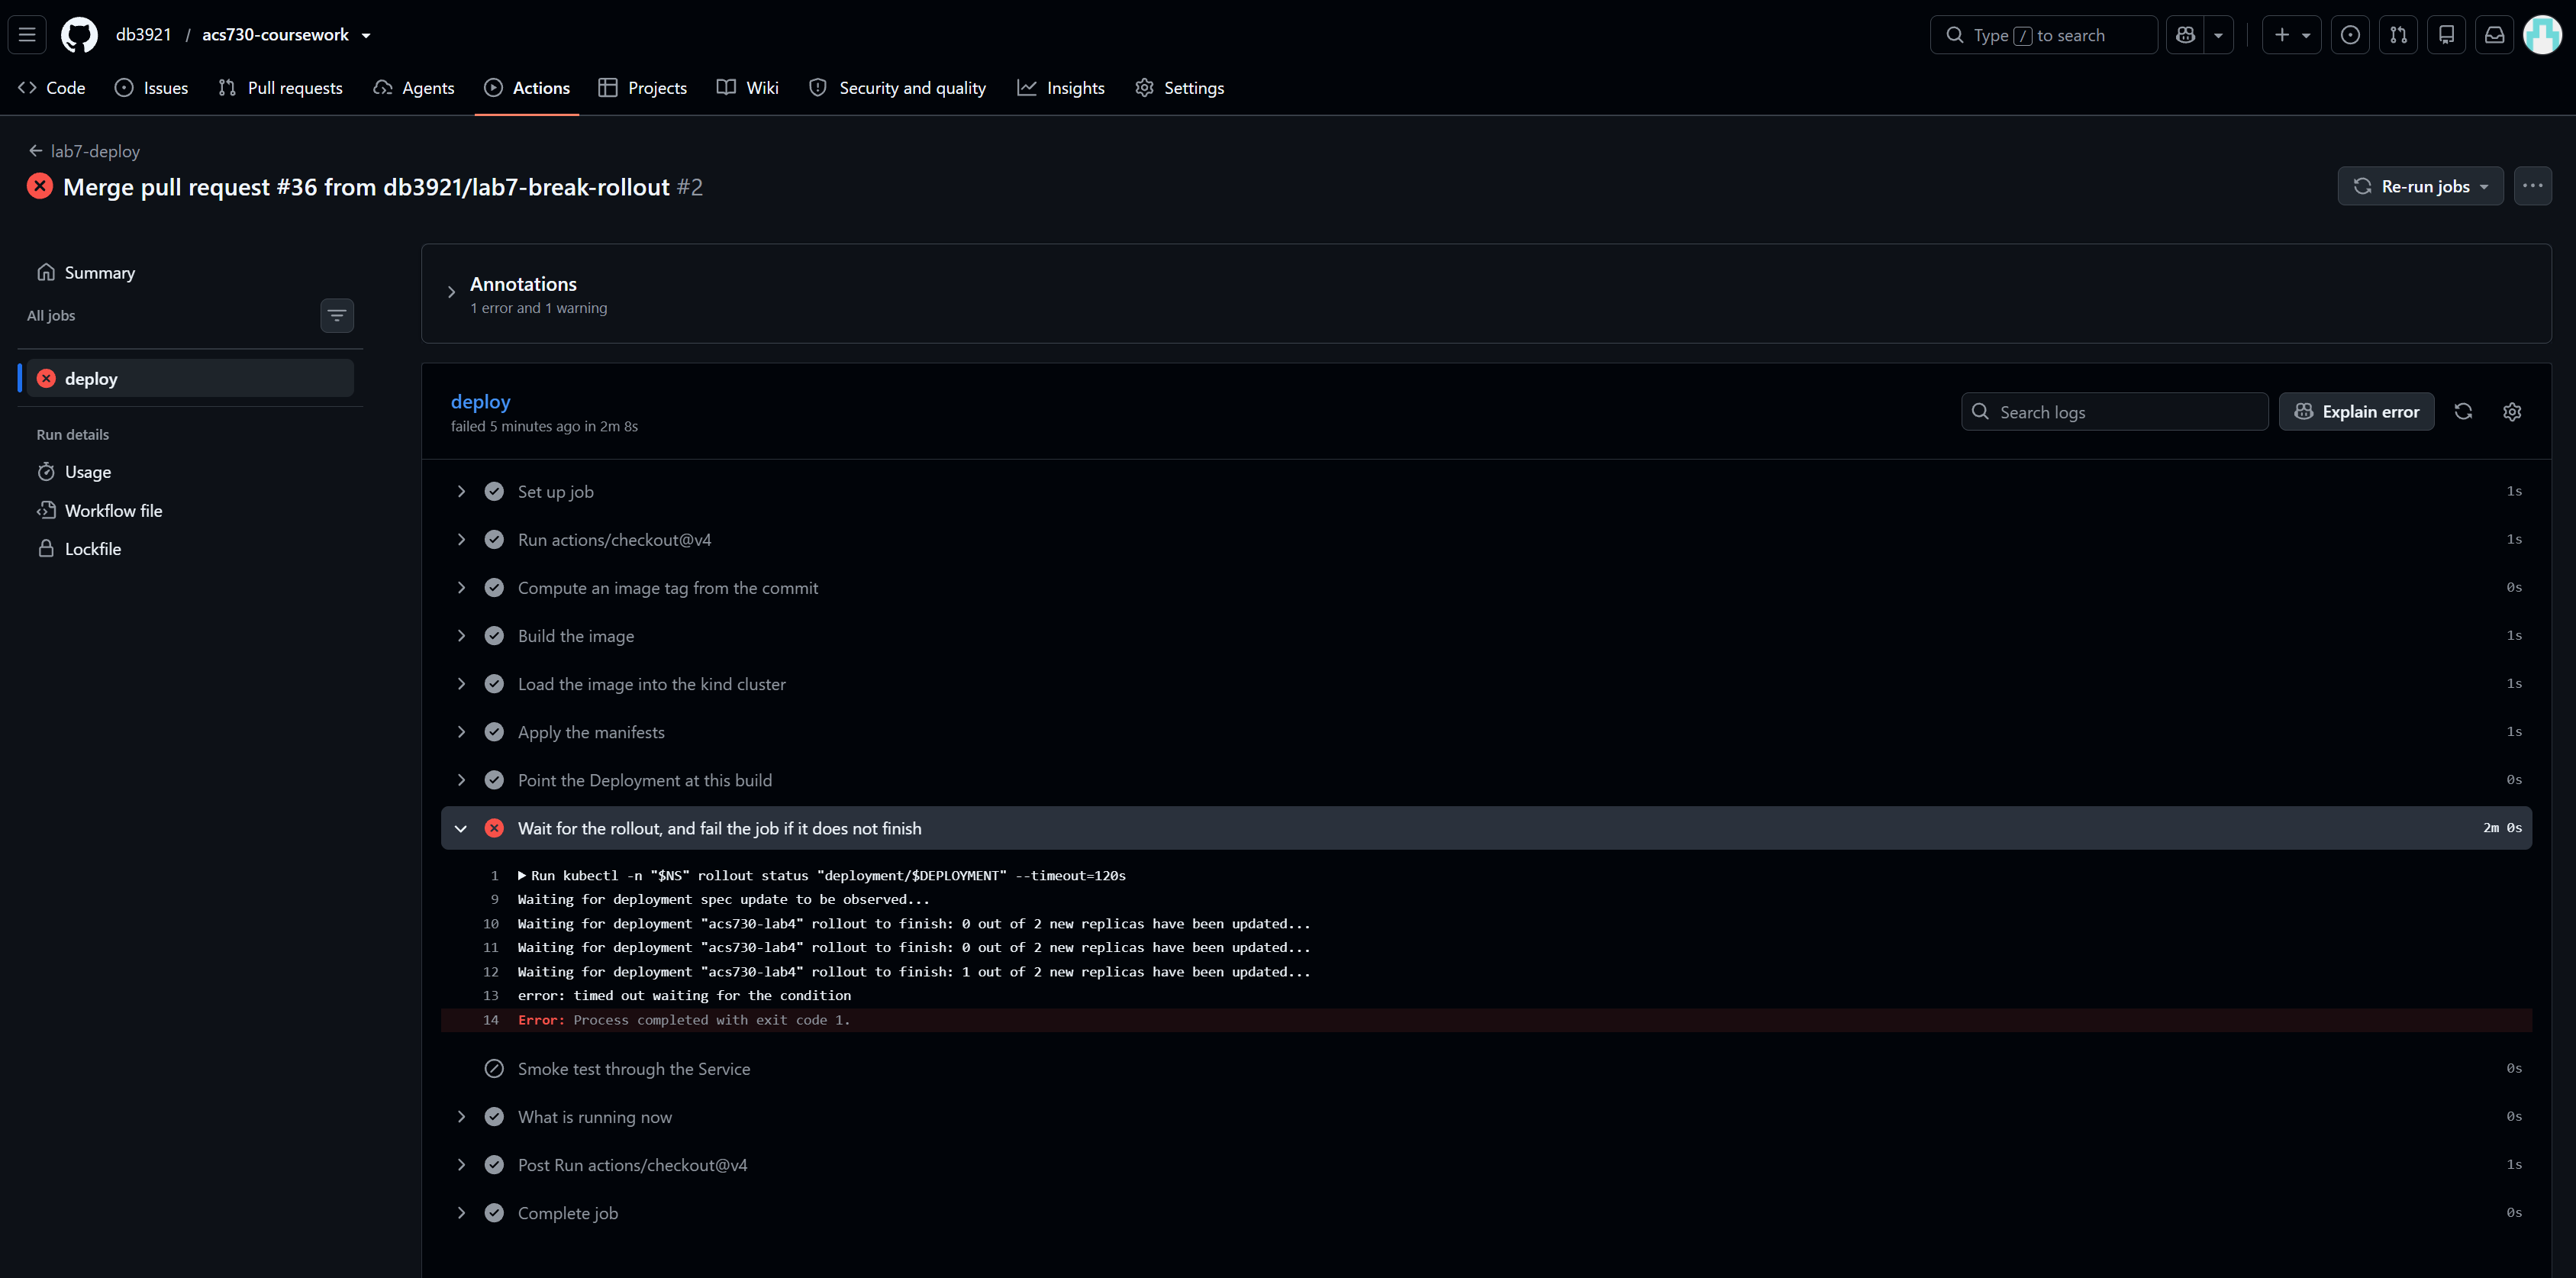 db3921 / acs730-coursework
Type / to search
Code Issues Pull requests Agents Actions Projects Wiki Security and quality Insights Settings
lab7-deploy
Merge pull request #36 from db3921/lab7-break-rollout #2
Re-run jobs
Summary
All jobs
deploy
Run details
Usage
Workflow file
Lockfile
Annotations
1 error and 1 warning
deploy
failed 5 minutes ago in 2m 8s
Search logs
Explain error
Set up job 1s
Run actions/checkout@v4 1s
Compute an image tag from the commit 0s
Build the image 1s
Load the image into the kind cluster 1s
Apply the manifests 1s
Point the Deployment at this build 0s
Wait for the rollout, and fail the job if it does not finish 2m 0s
1 Run kubectl -n "$NS" rollout status "deployment/$DEPLOYMENT" --timeout=120s
9 Waiting for deployment spec update to be observed...
10 Waiting for deployment "acs730-lab4" rollout to finish: 0 out of 2 new replicas have been updated...
11 Waiting for deployment "acs730-lab4" rollout to finish: 0 out of 2 new replicas have been updated...
12 Waiting for deployment "acs730-lab4" rollout to finish: 1 out of 2 new replicas have been updated...
13 error: timed out waiting for the condition
14 Error: Process completed with exit code 1.
Smoke test through the Service 0s
What is running now 0s
Post Run actions/checkout@v4 1s
Complete job 0s